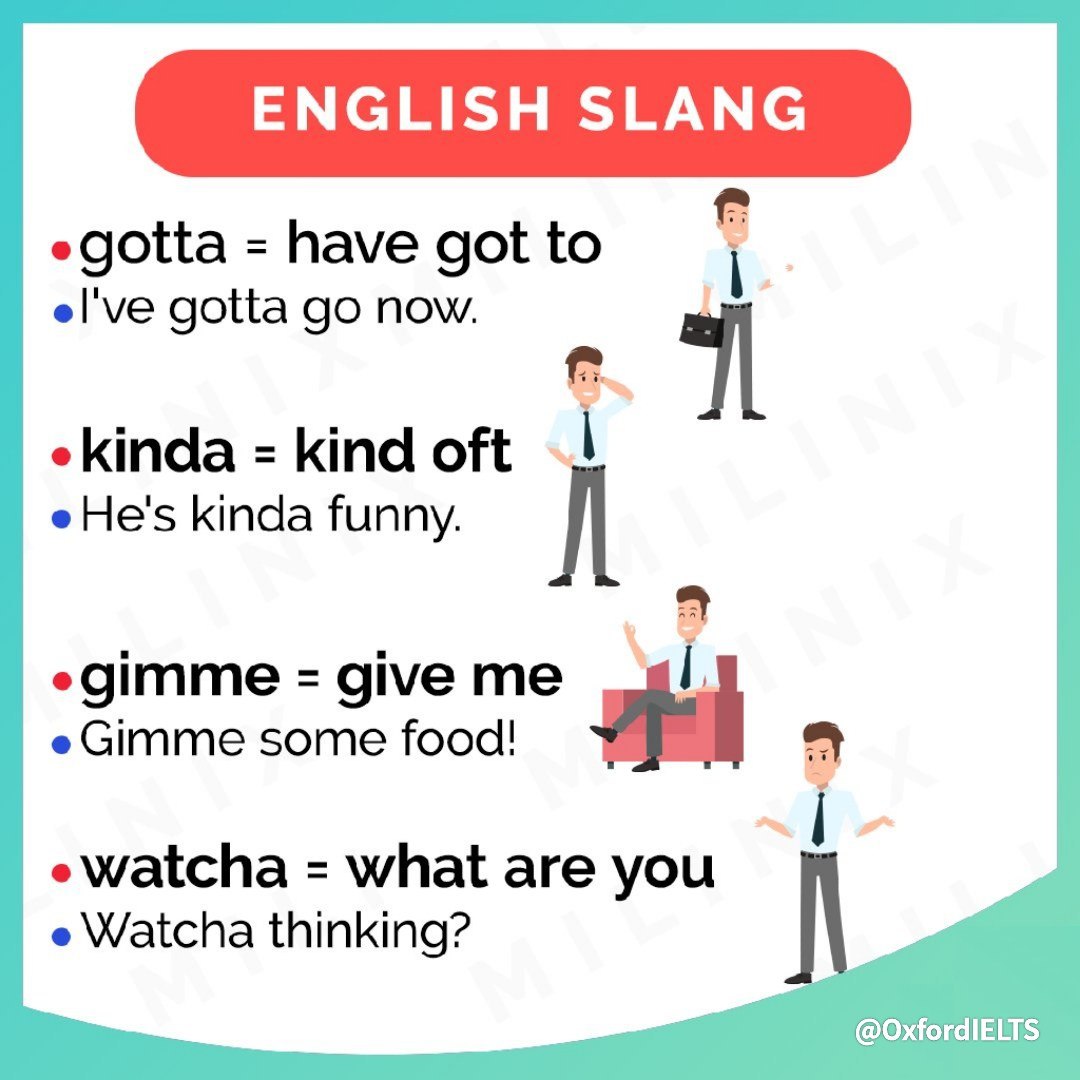 ENGLISH SLANG
gotta = have got to
I've gotta go now.
kinda = kind oft
He's kinda funny.
gimme = give me
Gimme some food!
watcha = what are you
Watcha thinking?
@OxfordIELTS
MILINIX